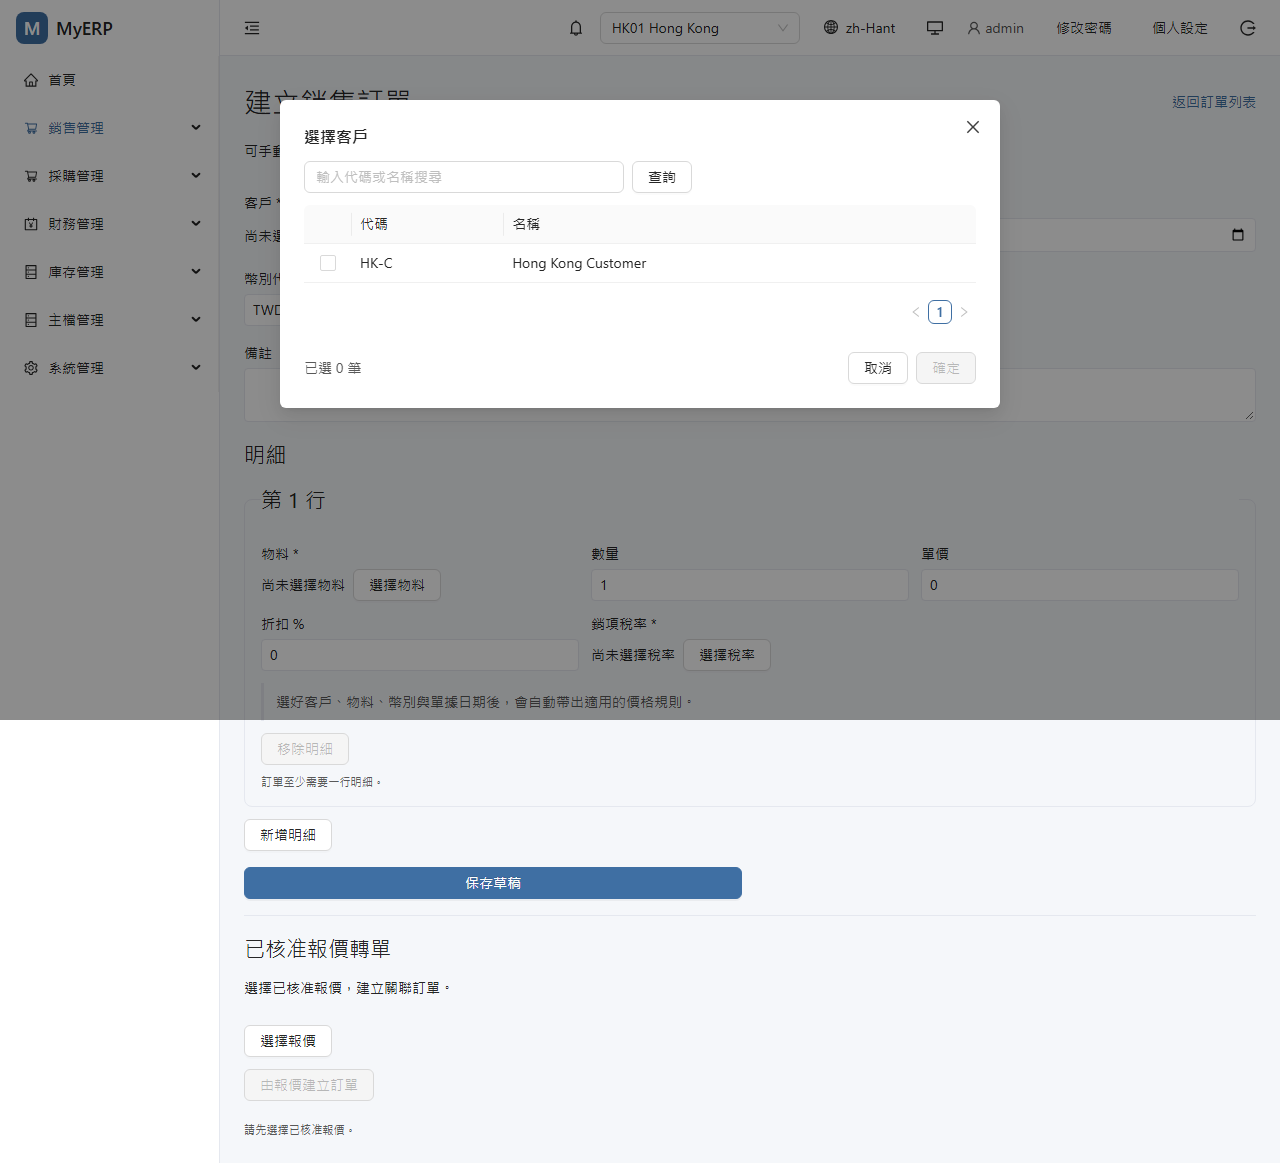 M MyERP
HK01 Hong Kong
zh-Hant
admin
修改密碼
個人設定
首頁
銷售管理
採購管理
財務管理
庫存管理
主檔管理
系統管理
建立銷售訂單
返回訂單列表
可手動
客戶 *
尚未選
幣別代
TWD
備註
選擇客戶
輸入代碼或名稱搜尋
查詢
代碼 名稱
HK-C Hong Kong Customer
1
已選 0 筆
取消
確定
明細
第 1 行
物料 * 數量 單價
尚未選擇物料 選擇物料 1 0
折扣 % 銷項稅率 *
0 尚未選擇稅率 選擇稅率
選好客戶、物料、幣別與單據日期後，會自動帶出適用的價格規則。
移除明細
訂單至少需要一行明細。
新增明細
保存草稿
已核准報價轉單
選擇已核准報價，建立關聯訂單。
選擇報價
由報價建立訂單
請先選擇已核准報價。